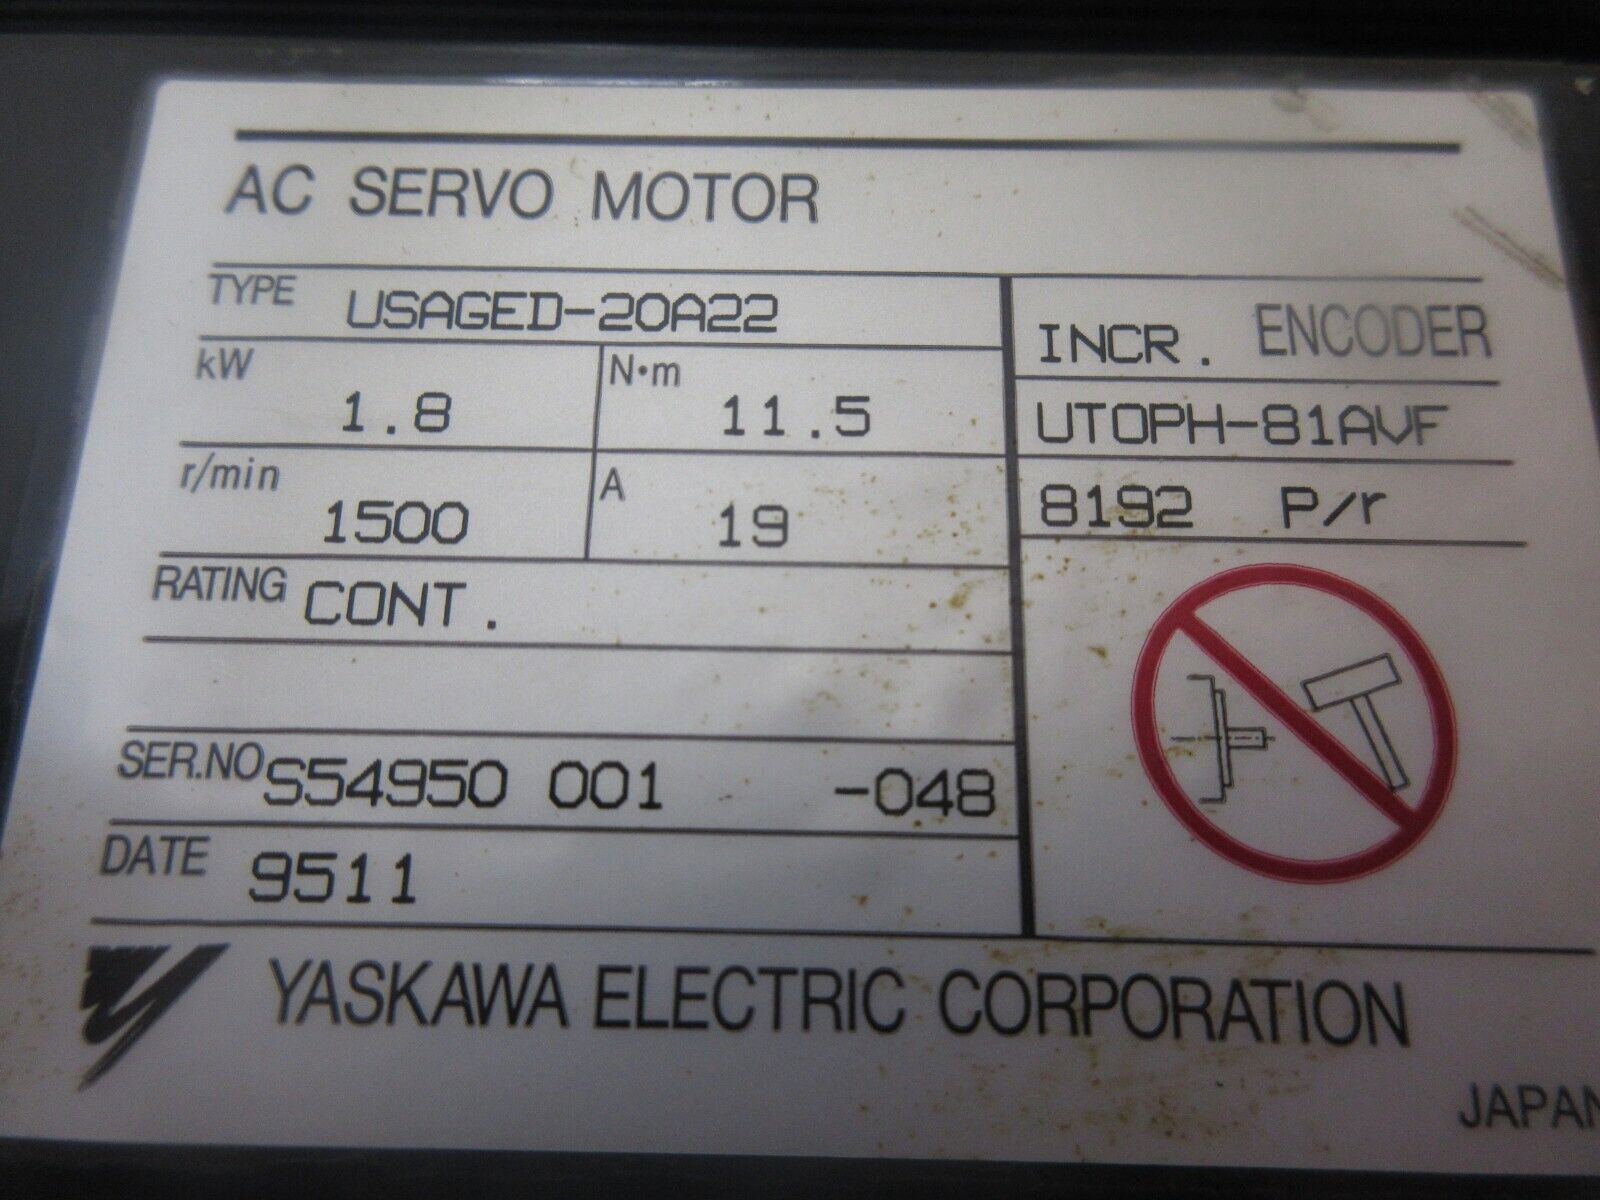 AC SERVO MOTOR
TYPE USAGED-20A22
kW 1.8 N·m 11.5
r/min 1500 A 19
RATING CONT.
SER.NO S54950 001 -048
DATE 9511
INCR. ENCODER
UTOPH-81AVF
8192 P/r
YASKAWA ELECTRIC CORPORATION
JAPAN